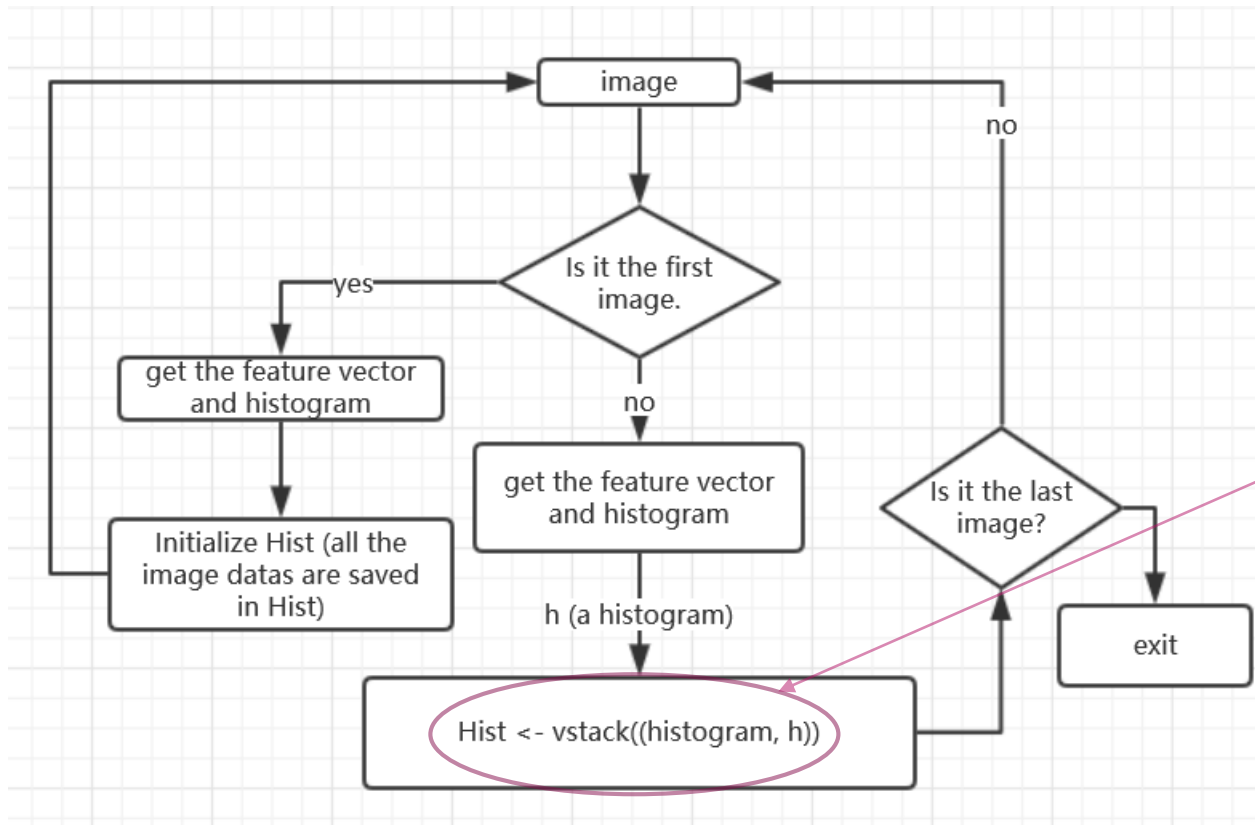 image
no
Is it the first
image.
yes
get the feature vector
and histogram
no
get the feature vector
and histogram
Is it the last
image?
Initialize Hist (all the
image datas are saved
in Hist)
h (a histogram)
exit
Hist <- vstack((histogram, h))